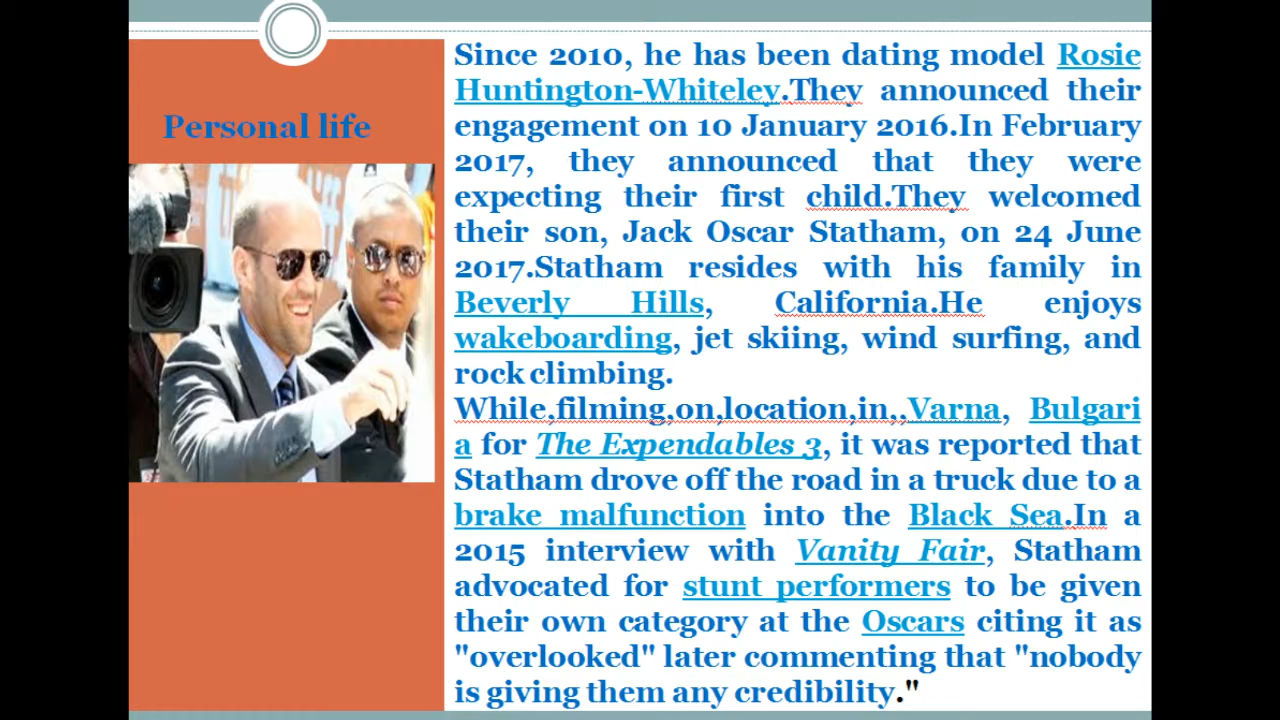 Personal life
Since 2010, he has been dating model Rosie
Huntington-Whiteley.They announced their
engagement on 10 January 2016.In February
2017, they announced that they were
expecting their first child.They welcomed
their son, Jack Oscar Statham, on 24 June
2017.Statham resides with his family in
Beverly Hills, California.He enjoys
wakeboarding, jet skiing, wind surfing, and
rock climbing.
While,filming,on,location,in,,Varna, Bulgari
a for The Expendables 3, it was reported that
Statham drove off the road in a truck due to a
brake malfunction into the Black Sea.In a
2015 interview with Vanity Fair, Statham
advocated for stunt performers to be given
their own category at the Oscars citing it as
"overlooked" later commenting that "nobody
is giving them any credibility."